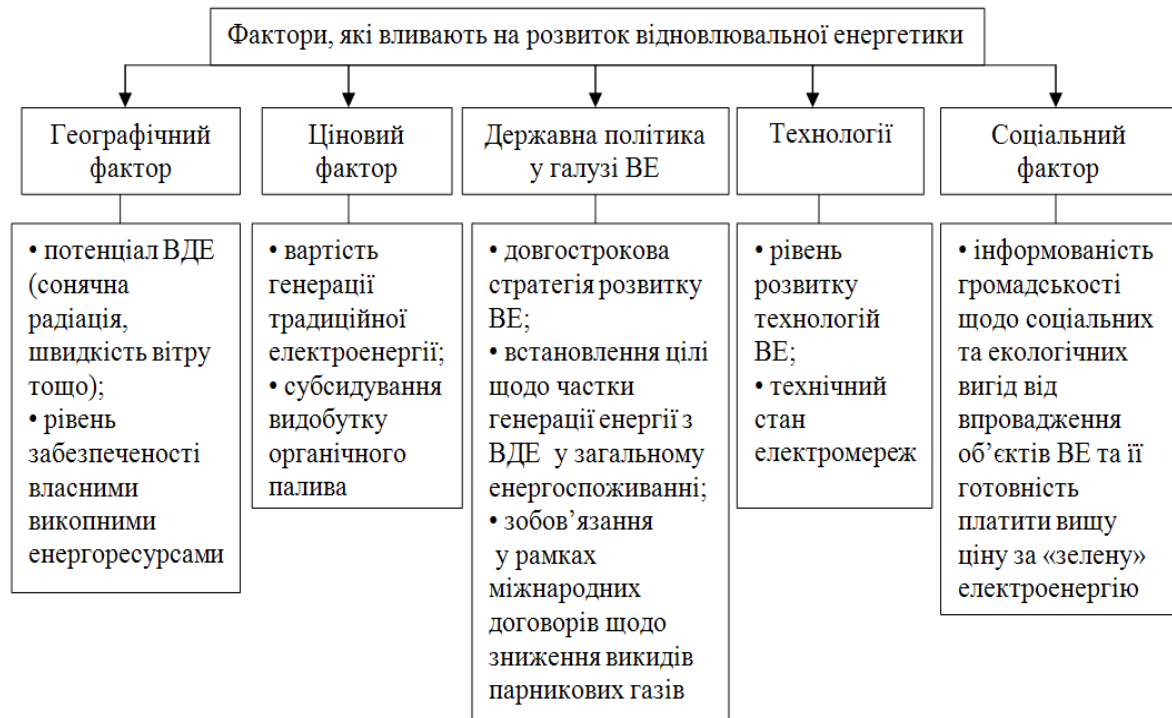 Фактори, які вливають на розвиток відновлювальної енергетики
Географічний
фактор
Ціновий
фактор
Державна політика
у галузі ВЕ
Технології
Соціальний
фактор
• потенціал ВДЕ
(сонячна
радіація,
швидкість вітру
тощо);
• рівень
забезпеченості
власними
викопними
енергоресурсами
• вартість
генерації
традиційної
електроенергії;
• субсидування
видобутку
органічного
палива
• довгострокова
стратегія розвитку
ВЕ;
• встановлення цілі
щодо частки
генерації енергії з
ВДЕ у загальному
енергоспоживанні;
• зобов’язання
у рамках
міжнародних
договорів щодо
зниження викидів
парникових газів
• рівень
розвитку
технологій
ВЕ;
• технічний
стан
електромереж
• інформованість
громадськості
щодо соціальних
та екологічних
вигід від
впровадження
об’єктів ВЕ та її
готовність
платити вищу
ціну за «зелену»
електроенергію